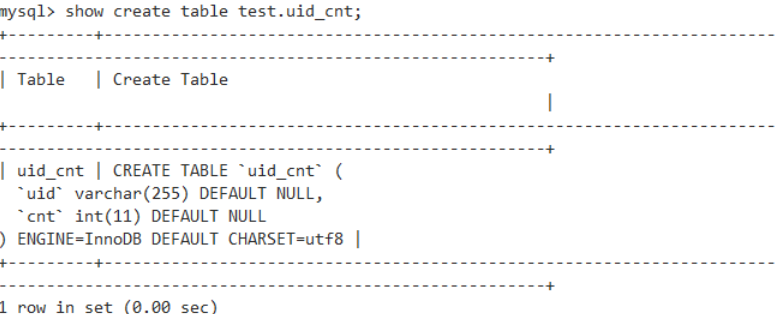 mysql> show create table test.uid_cnt;
+---------+----------------------------------------------------------------------
-------------------------------------------------------+
| Table   | Create Table
|
+---------+----------------------------------------------------------------------
-------------------------------------------------------+
| uid_cnt | CREATE TABLE `uid_cnt` (
  `uid` varchar(255) DEFAULT NULL,
  `cnt` int(11) DEFAULT NULL
) ENGINE=InnoDB DEFAULT CHARSET=utf8 |
+---------+----------------------------------------------------------------------
-------------------------------------------------------+
1 row in set (0.00 sec)